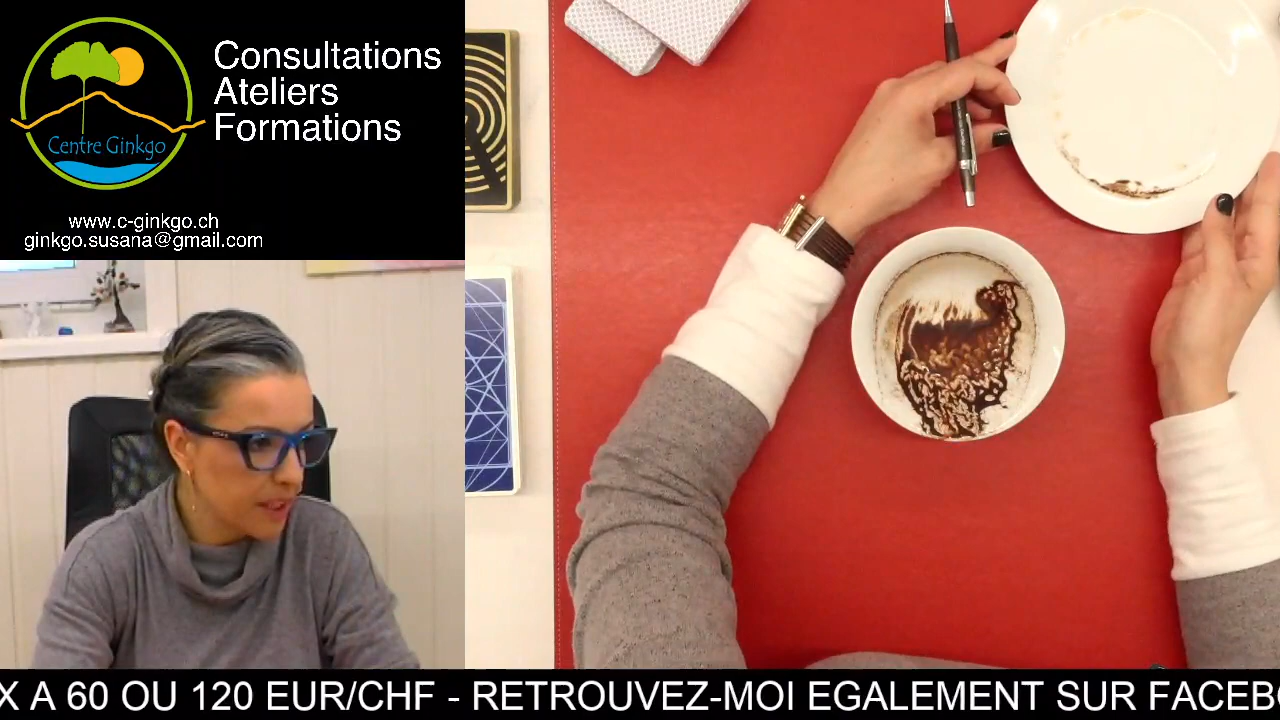 Centre Ginkgo
Consultations
Ateliers
Formations
www.c-ginkgo.ch
ginkgo.susana@gmail.com
X A 60 OU 120 EUR/CHF - RETROUVEZ-MOI EGALEMENT SUR FACEB